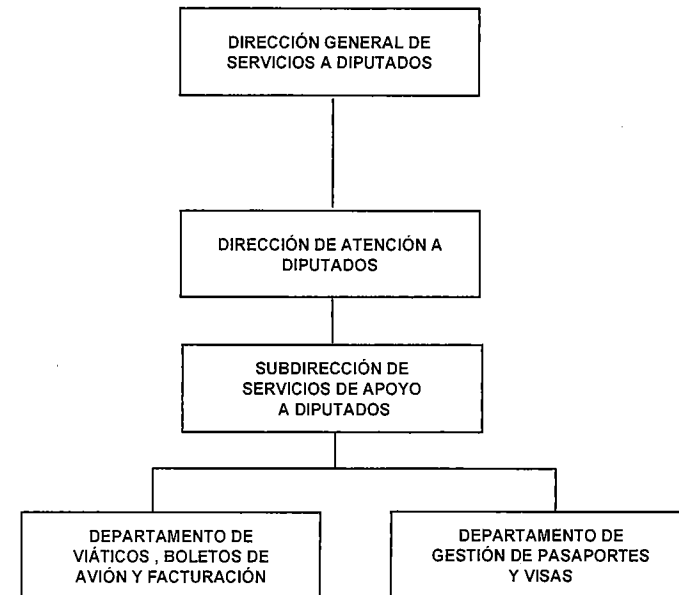 DIRECCIÓN GENERAL DE
SERVICIOS A DIPUTADOS
DIRECCIÓN DE ATENCIÓN A
DIPUTADOS
SUBDIRECCIÓN DE
SERVICIOS DE APOYO
A DIPUTADOS
DEPARTAMENTO DE
VIÁTICOS , BOLETOS DE
AVIÓN Y FACTURACIÓN
DEPARTAMENTO DE
GESTIÓN DE PASAPORTES
Y VISAS